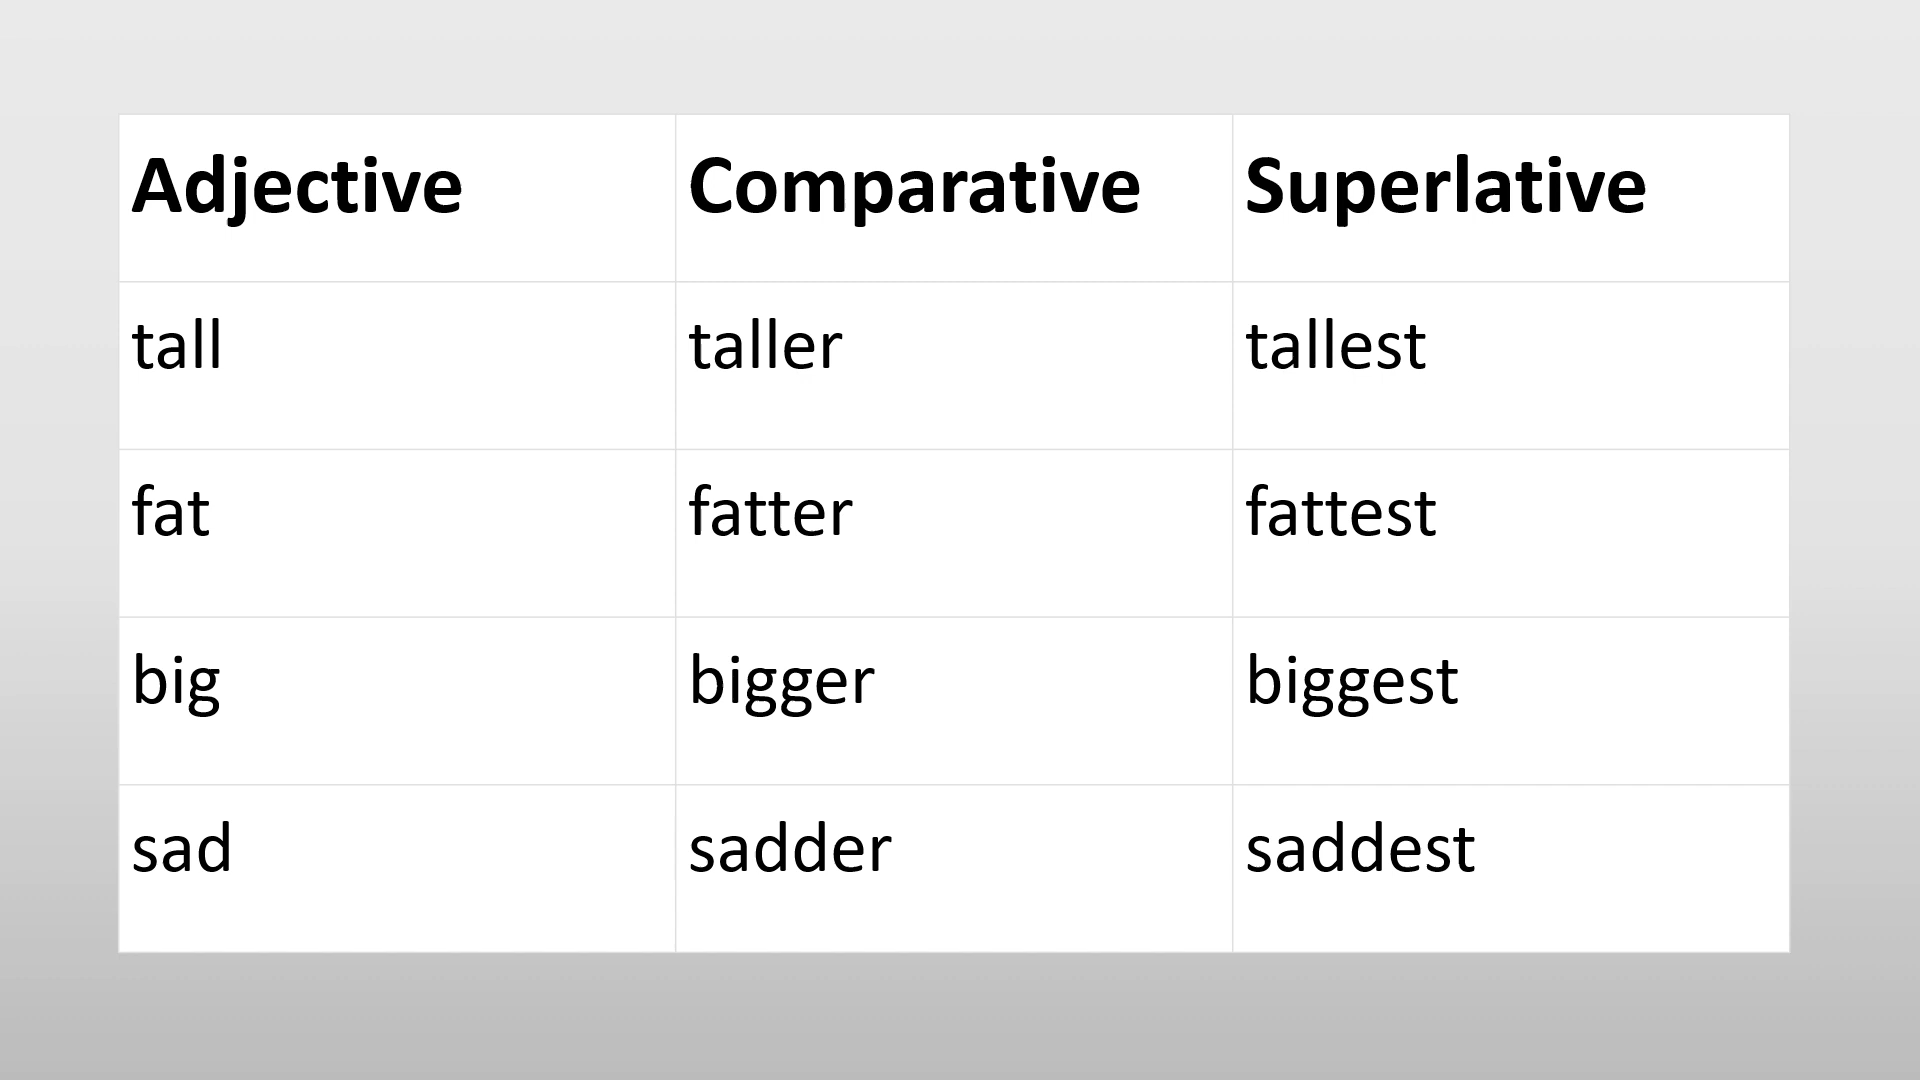 Adjective Comparative Superlative
tall taller tallest
fat fatter fattest
big bigger biggest
sad sadder saddest